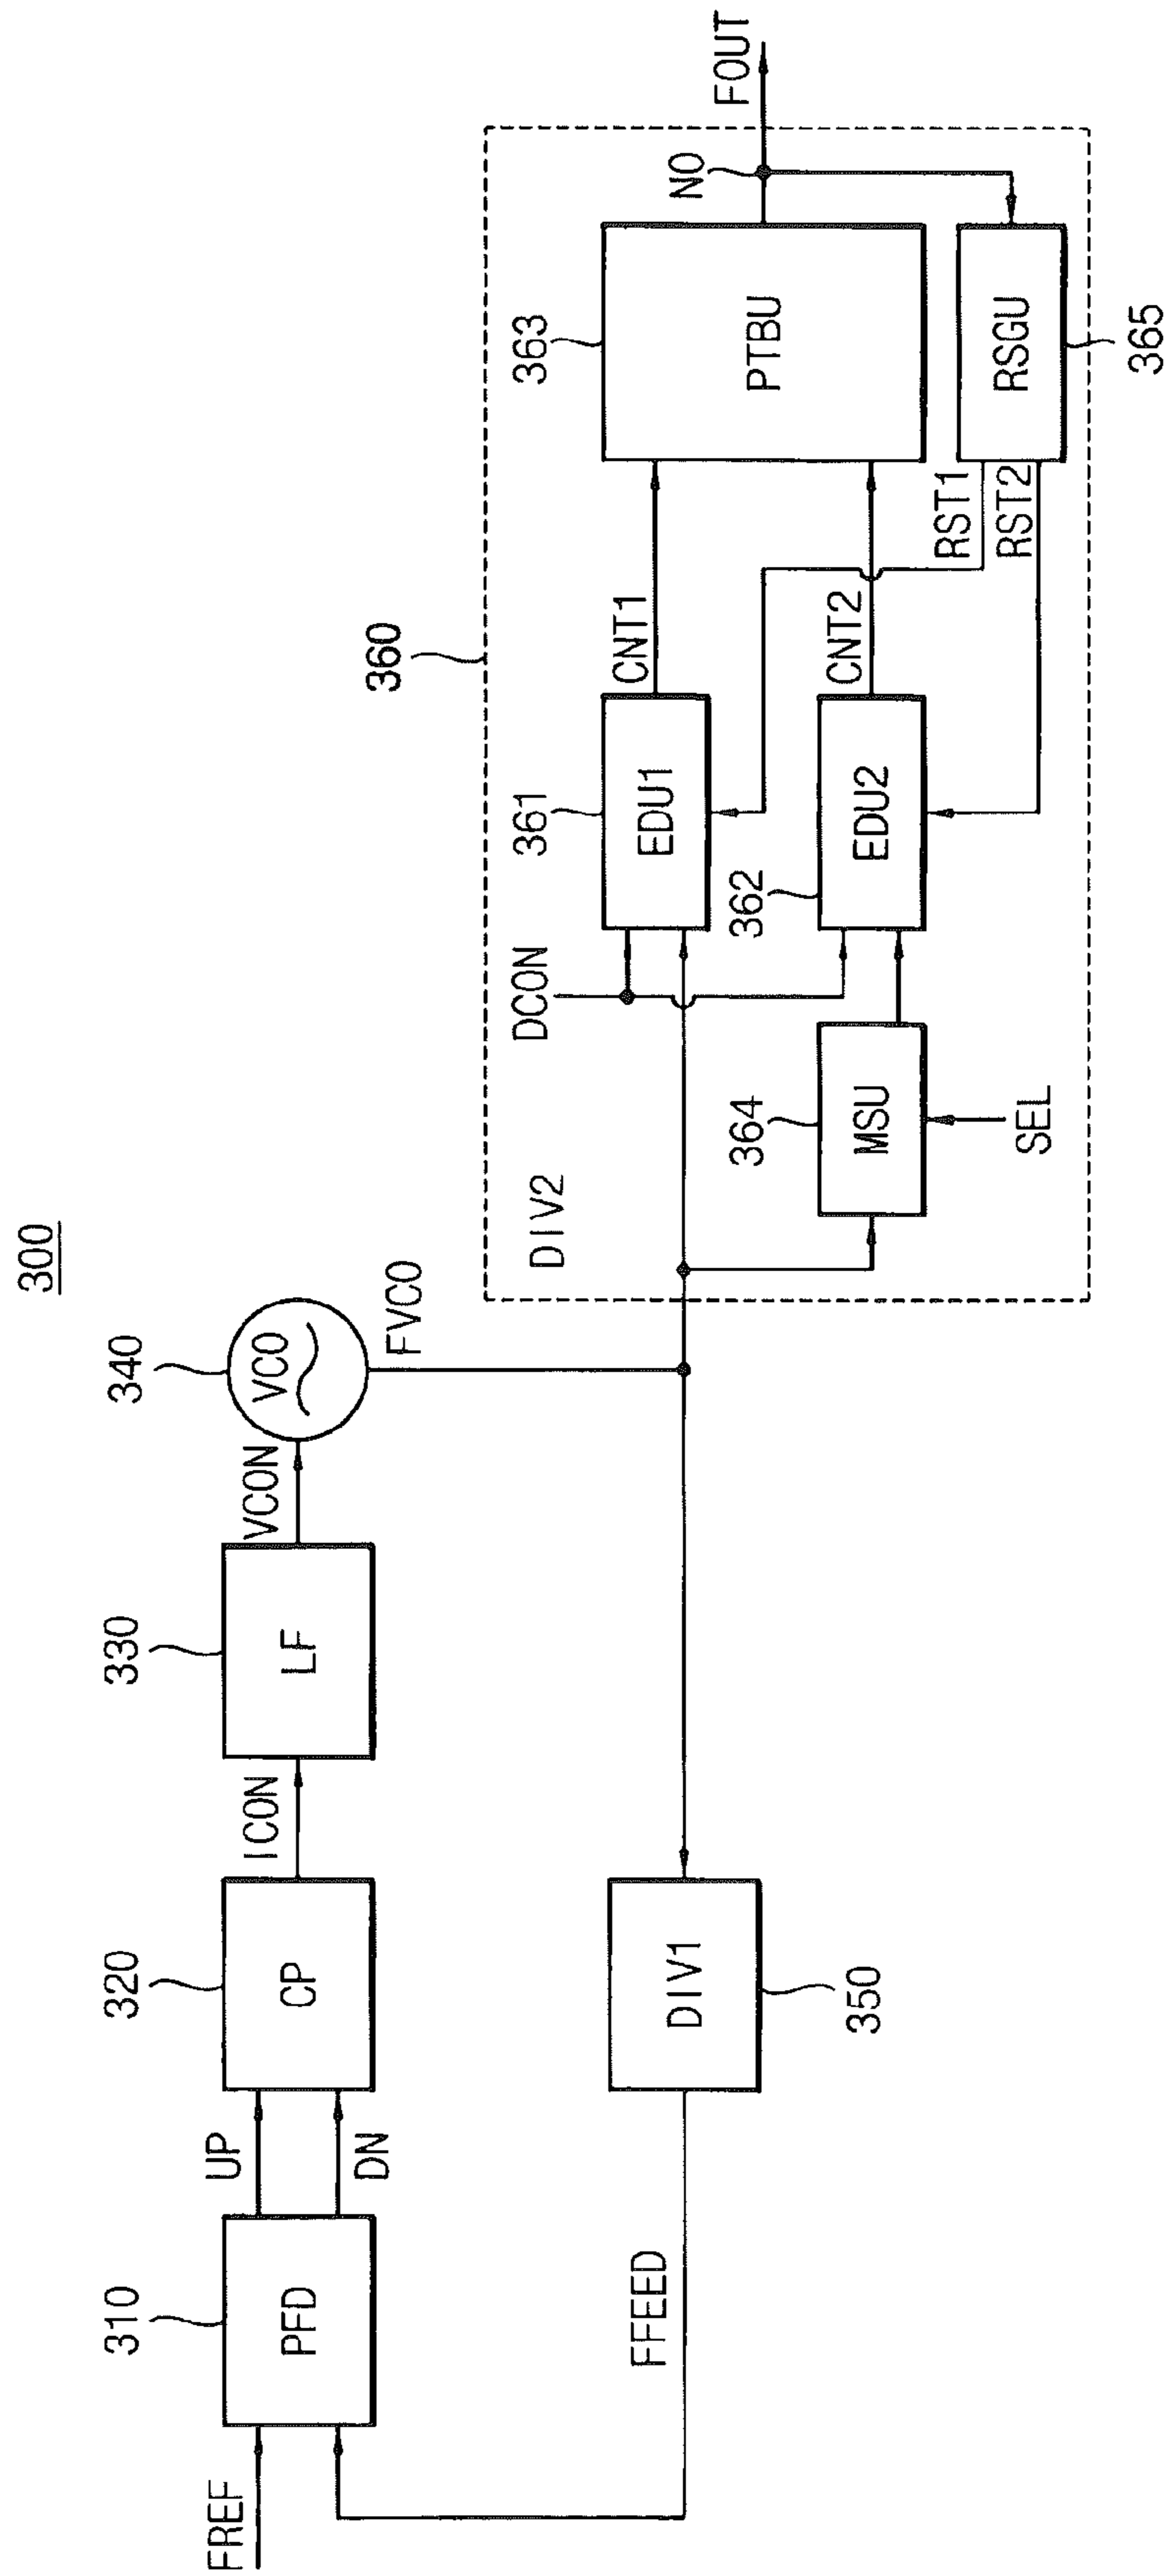 300
310
320
330
340
FREF
PFD
UP
DN
CP
ICON
LF
VCON
VCO
FVCO
FFEED
DIV1
350
360
DIV2
DCON
361
EDU1
CNT1
363
PTBU
NO
FOUT
364
MSU
SEL
362
EDU2
CNT2
RST1
RST2
RSGU
365